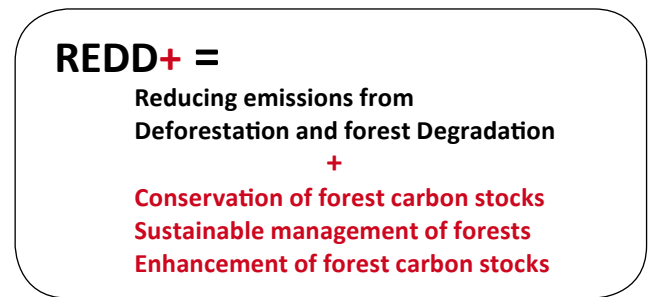 REDD+ =
Reducing emissions from
Deforestation and forest Degradation
+
Conservation of forest carbon stocks
Sustainable management of forests
Enhancement of forest carbon stocks